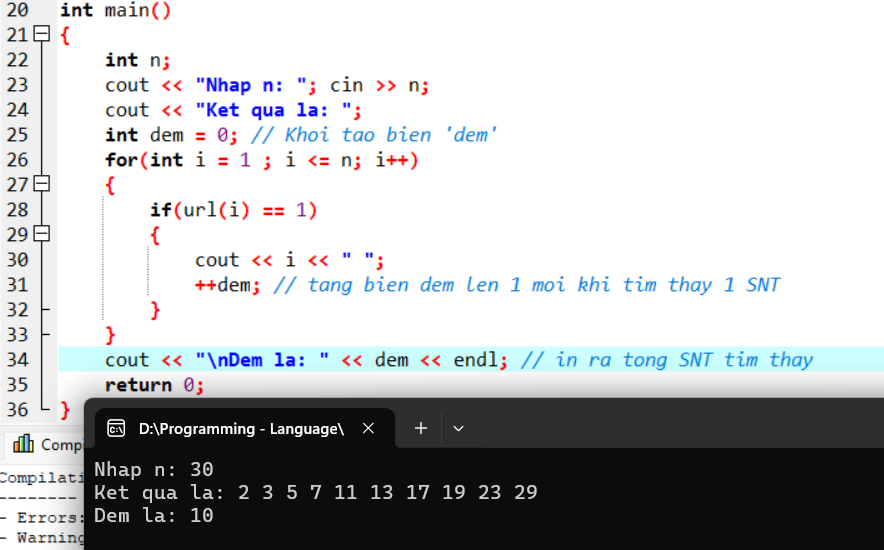 20 int main()
21 {
22 int n;
23 cout << "Nhap n: "; cin >> n;
24 cout << "Ket qua la: ";
25 int dem = 0; // Khoi tao bien 'dem'
26 for(int i = 1 ; i <= n; i++)
27 {
28 if(url(i) == 1)
29 {
30 cout << i << " ";
31 ++dem; // tang bien dem len 1 moi khi tim thay 1 SNT
32 }
33 }
34 cout << "\nDem la: " << dem << endl; // in ra tong SNT tim thay
35 return 0;
36 }
D:\Programming - Language\
Compi
Compilati
--------
- Errors:
- Warning
Nhap n: 30
Ket qua la: 2 3 5 7 11 13 17 19 23 29
Dem la: 10